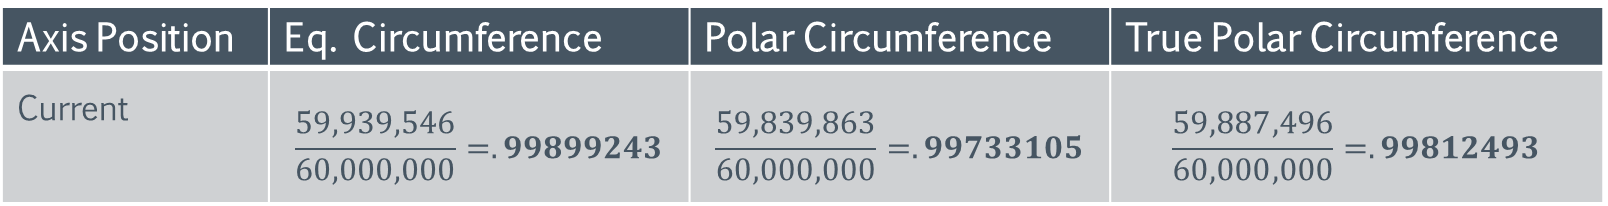 Axis Position Eq. Circumference Polar Circumference True Polar Circumference
Current
59,939,546 59,839,863 59,887,496
=.99899243 =.99733105 =.99812493
60,000,000 60,000,000 60,000,000